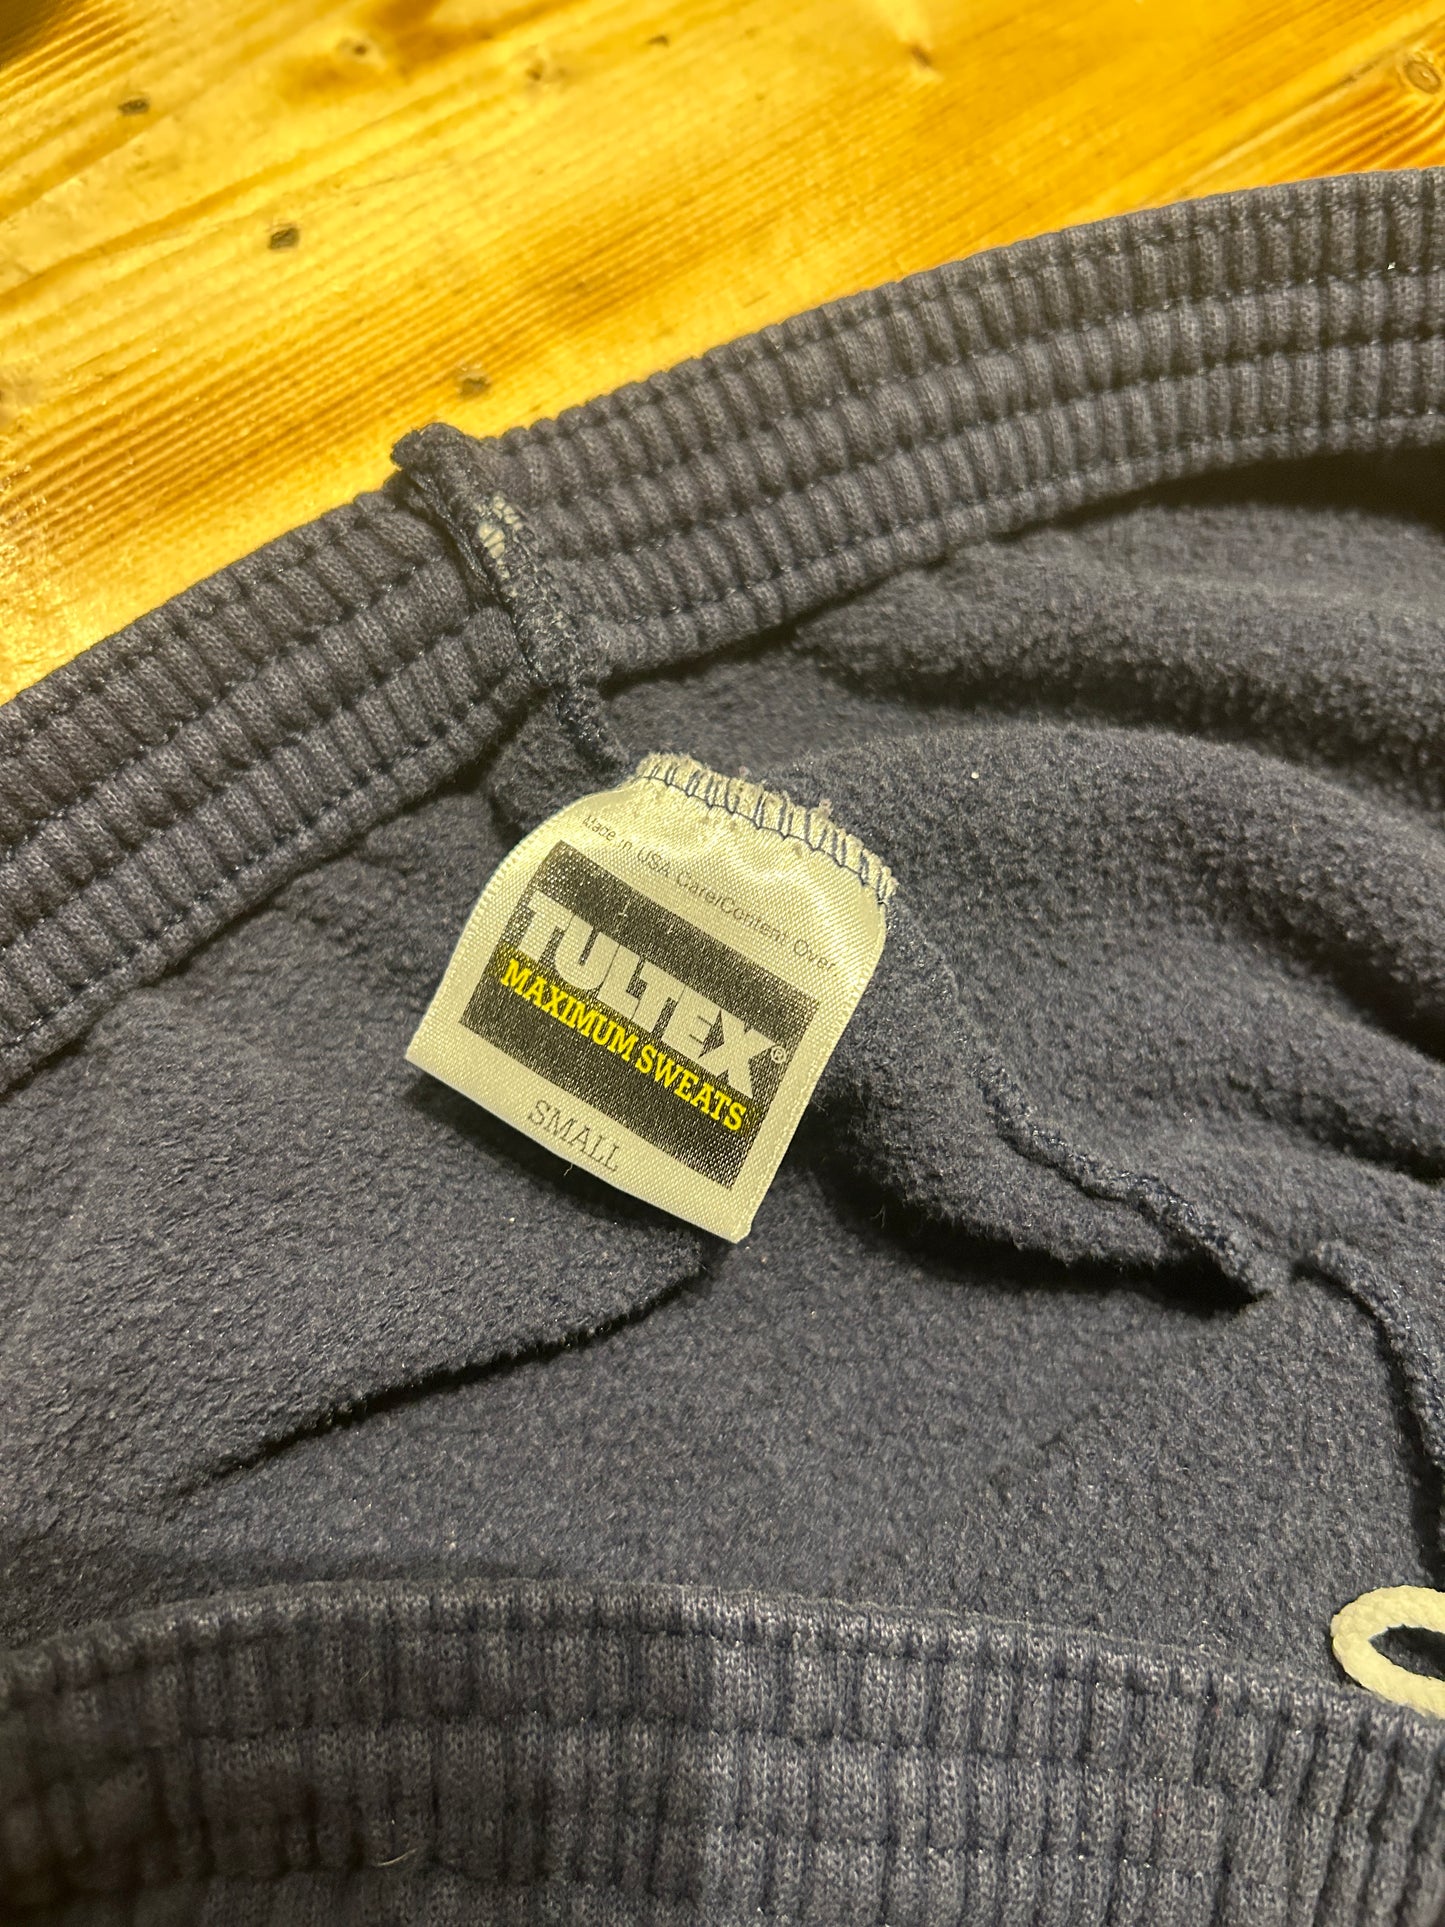 Made in USA Care/Content Over
TULTEX®
MAXIMUM SWEATS
SMALL